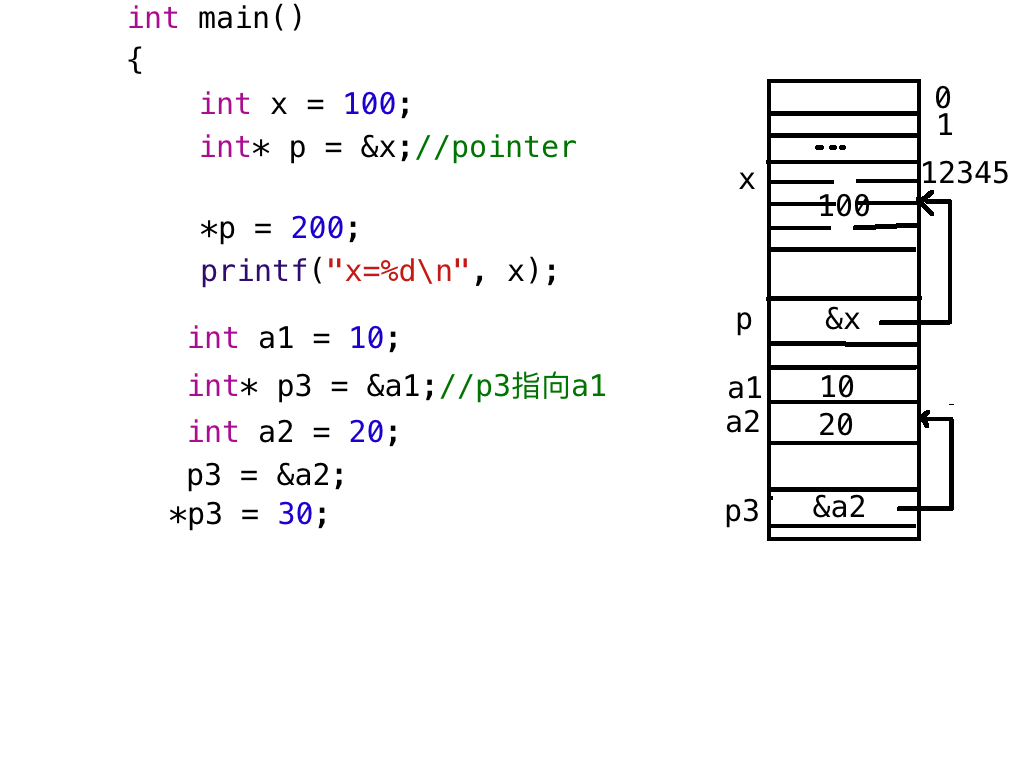 int main()
{
int x = 100;
int* p = &x;//pointer
*p = 200;
printf("x=%d\n", x);
int a1 = 10;
int* p3 = &a1;//p3指向a1
int a2 = 20;
p3 = &a2;
*p3 = 30;
0
1
...
x
12345
100
p
&x
a1
10
a2
20
p3
&a2